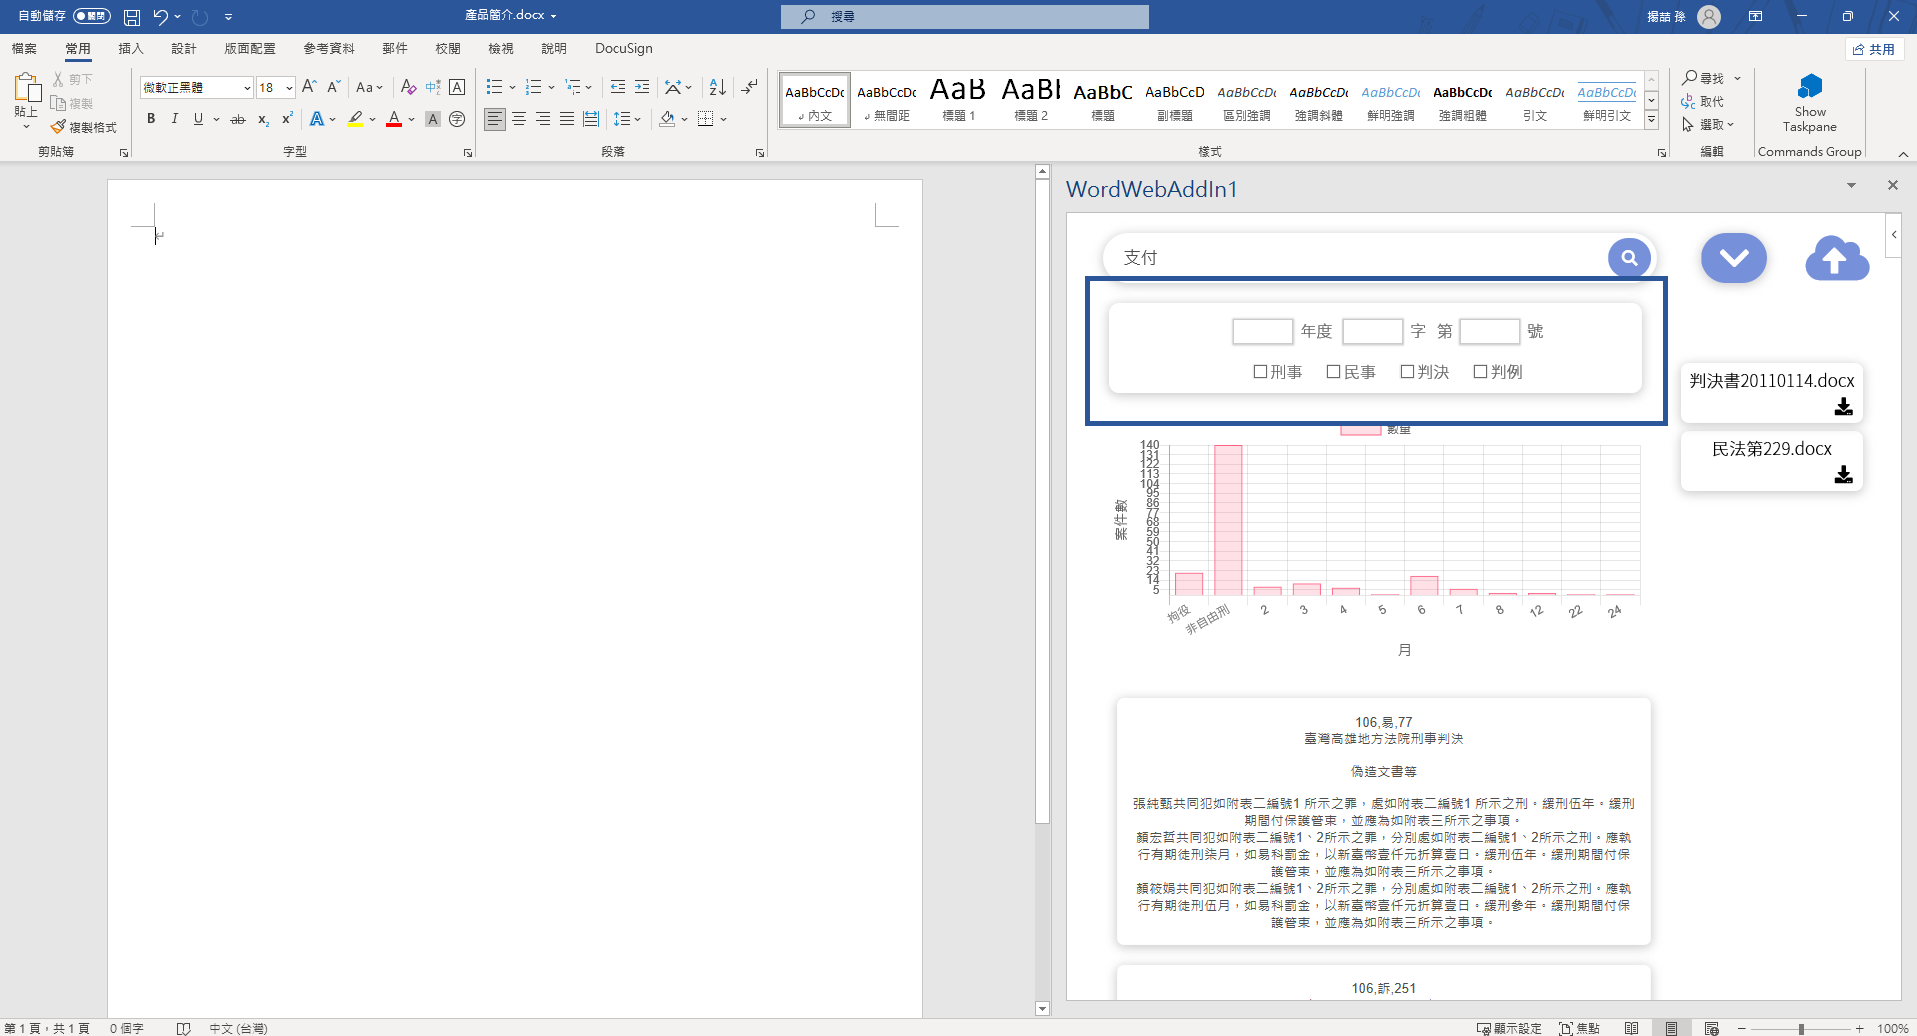 自動儲存 關閉 產品簡介.docx 搜尋 揚喆 孫
檔案 常用 插入 設計 版面配置 參考資料 郵件 校閱 檢視 說明 DocuSign 共用
貼上
剪下
複製
複製格式
剪貼簿
微軟正黑體 18
字型
段落
AaBbCcDc AaBbCcDc AaB AaBl AaBbC AaBbCcD AaBbCcDc AaBbCcDc AaBbCcDc AaBbCcDc AaBbCcDc AaBbCcDc
內文 無間距 標題 1 標題 2 標題 副標題 區別強調 強調斜體 鮮明強調 強調粗體 引文 鮮明引文
樣式
尋找
取代
選取
編輯
Show
Taskpane
Commands Group
WordWebAddIn1
支付
年度 字 第 號
刑事 民事 判決 判例
判決書20110114.docx
民法第229.docx
數量
140
131
122
113
104
95
86
77
68
59
50
41
32
23
14
5
案件數
拘役 非自由刑 2 3 4 5 6 7 8 12 22 24
月
106,易,77
臺灣高雄地方法院刑事判決
偽造文書等
張純甄共同犯如附表二編號1 所示之罪，處如附表二編號1 所示之刑。緩刑伍年。緩刑
期間付保護管束，並應為如附表三所示之事項。
顏宏哲共同犯如附表二編號1、2所示之罪，分別處如附表二編號1、2所示之刑。應執
行有期徒刑柒月，如易科罰金，以新臺幣壹仟元折算壹日。緩刑伍年。緩刑期間付保
護管束，並應為如附表三所示之事項。
顏筱娟共同犯如附表二編號1、2所示之罪，分別處如附表二編號1、2所示之刑。應執
行有期徒刑伍月，如易科罰金，以新臺幣壹仟元折算壹日。緩刑參年。緩刑期間付保
護管束，並應為如附表三所示之事項。
106,訴,251
第 1 頁，共 1 頁 0 個字 中文 (台灣) 顯示設定 焦點 100%